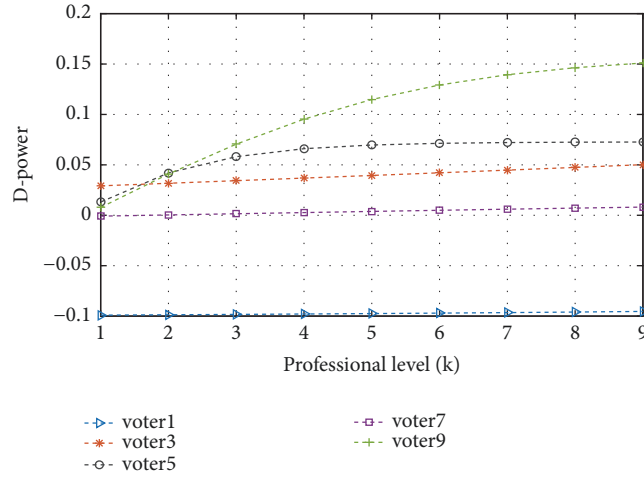 0.2
0.15
0.1
0.05
0
−0.05
−0.1
D-power
1 2 3 4 5 6 7 8 9
Professional level (k)
voter1
voter3
voter5
voter7
voter9